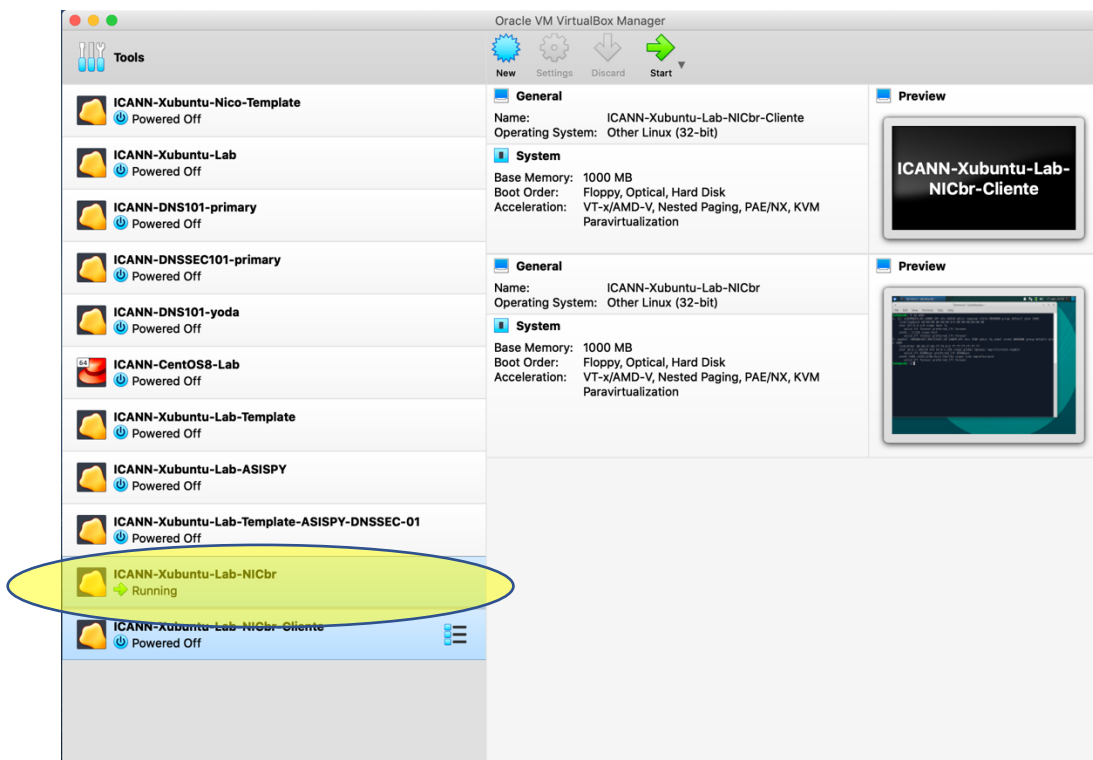 Oracle VM VirtualBox Manager
Tools
New
Settings
Discard
Start
ICANN-Xubuntu-Nico-Template
Powered Off
ICANN-Xubuntu-Lab
Powered Off
ICANN-DNS101-primary
Powered Off
ICANN-DNSSEC101-primary
Powered Off
ICANN-DNS101-yoda
Powered Off
64
ICANN-CentOS8-Lab
Powered Off
ICANN-Xubuntu-Lab-Template
Powered Off
ICANN-Xubuntu-Lab-ASISPY
Powered Off
ICANN-Xubuntu-Lab-Template-ASISPY-DNSSEC-01
Powered Off
ICANN-Xubuntu-Lab-NICbr
Running
ICANN-Xubuntu-Lab-NICbr-Cliente
Powered Off
General
Name: ICANN-Xubuntu-Lab-NICbr-Cliente
Operating System: Other Linux (32-bit)
System
Base Memory: 1000 MB
Boot Order: Floppy, Optical, Hard Disk
Acceleration: VT-x/AMD-V, Nested Paging, PAE/NX, KVM
Paravirtualization
Preview
ICANN-Xubuntu-Lab-
NICbr-Cliente
General
Name: ICANN-Xubuntu-Lab-NICbr
Operating System: Other Linux (32-bit)
System
Base Memory: 1000 MB
Boot Order: Floppy, Optical, Hard Disk
Acceleration: VT-x/AMD-V, Nested Paging, PAE/NX, KVM
Paravirtualization
Preview